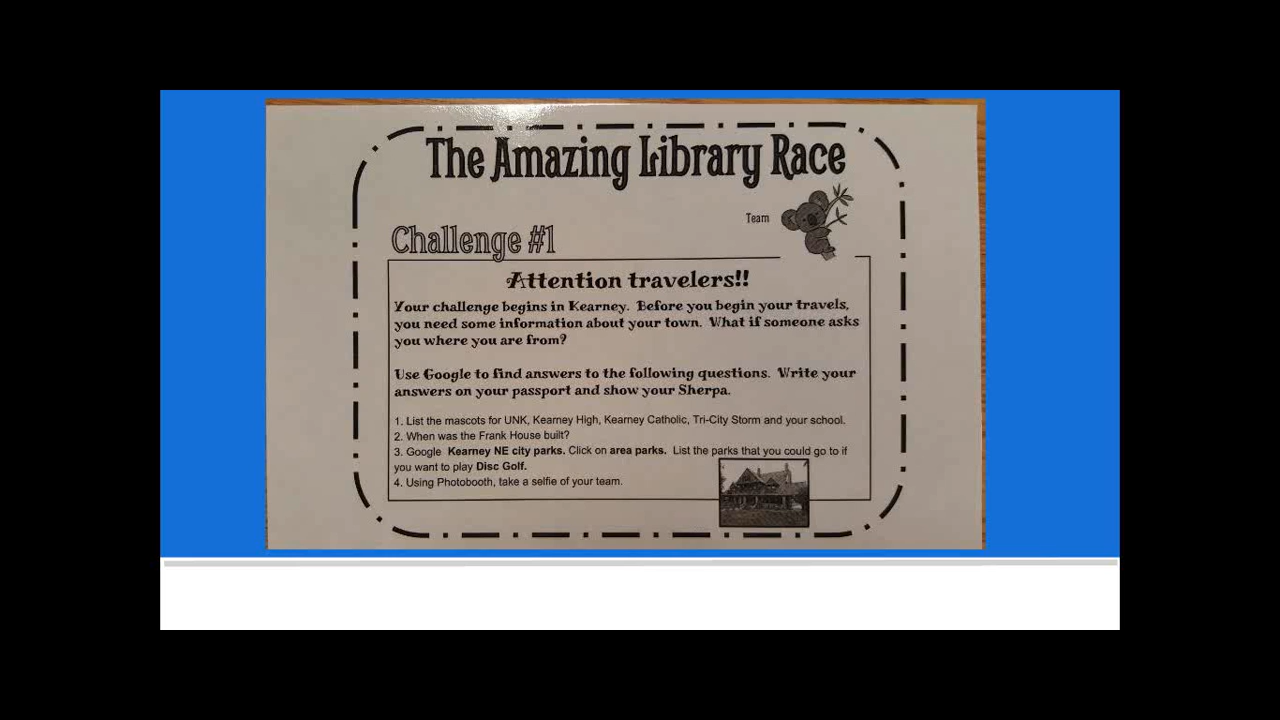 The Amazing Library Race
Team
Challenge #1
Attention travelers!!
Your challenge begins in Kearney. Before you begin your travels,
you need some information about your town. What if someone asks
you where you are from?
Use Google to find answers to the following questions. Write your
answers on your passport and show your Sherpa.
1. List the mascots for UNK, Kearney High, Kearney Catholic, Tri-City Storm and your school.
2. When was the Frank House built?
3. Google Kearney NE city parks. Click on area parks. List the parks that you could go to if
you want to play Disc Golf.
4. Using Photobooth, take a selfie of your team.